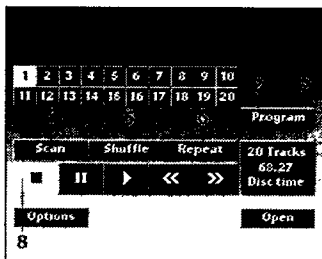 1 2 3 4 5 6 7 8 9 10
11 12 13 14 15 16 17 18 19 20
Program
Scan Shuffle Repeat
20 Tracks
68.27
Disc time
Options
Open
8